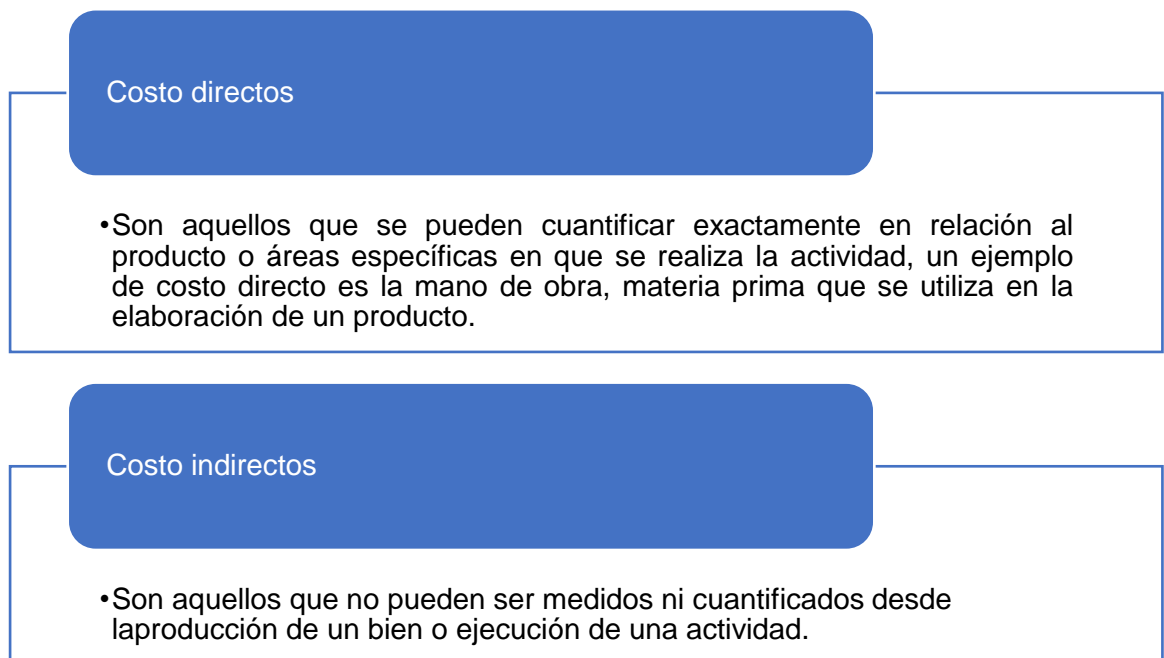 Costo directos
•Son aquellos que se pueden cuantificar exactamente en relación al
producto o áreas específicas en que se realiza la actividad, un ejemplo
de costo directo es la mano de obra, materia prima que se utiliza en la
elaboración de un producto.
Costo indirectos
•Son aquellos que no pueden ser medidos ni cuantificados desde
laproducción de un bien o ejecución de una actividad.